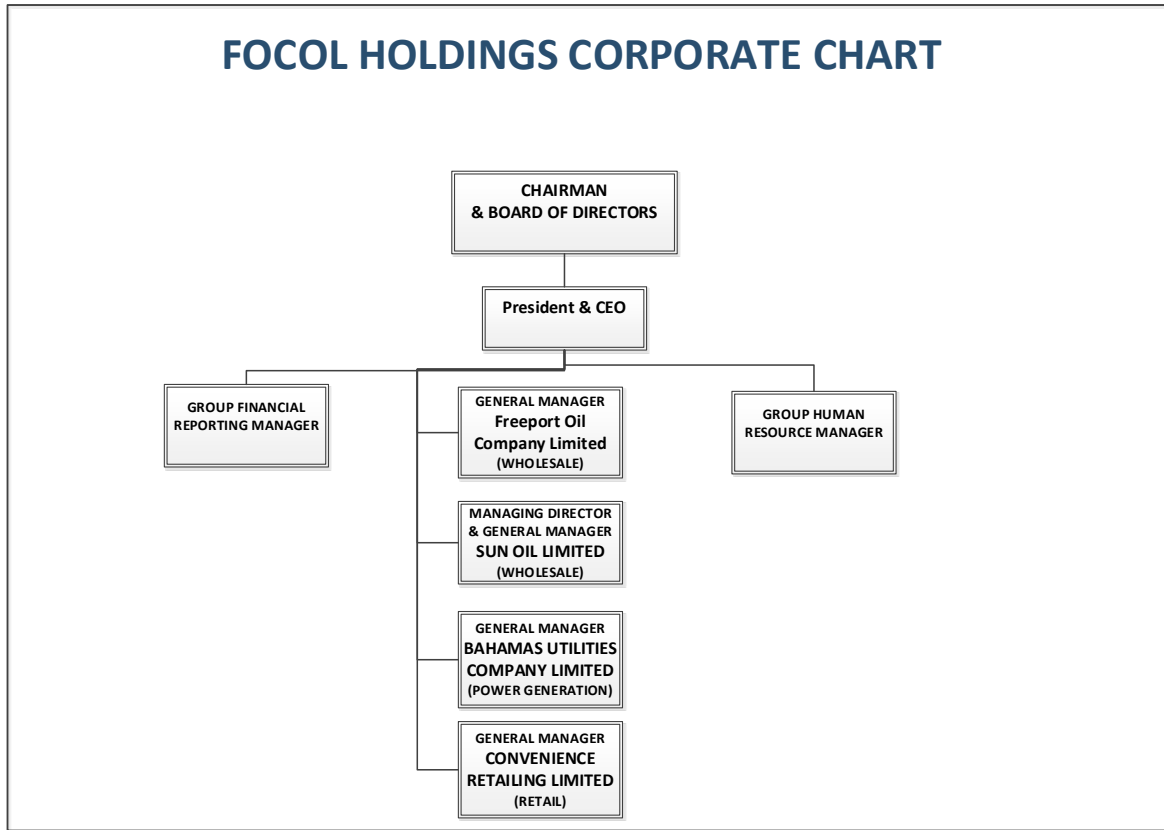 FOCOL HOLDINGS CORPORATE CHART
CHAIRMAN
& BOARD OF DIRECTORS
President & CEO
GROUP FINANCIAL
REPORTING MANAGER
GENERAL MANAGER
Freeport Oil
Company Limited
(WHOLESALE)
GROUP HUMAN
RESOURCE MANAGER
MANAGING DIRECTOR
& GENERAL MANAGER
SUN OIL LIMITED
(WHOLESALE)
GENERAL MANAGER
BAHAMAS UTILITIES
COMPANY LIMITED
(POWER GENERATION)
GENERAL MANAGER
CONVENIENCE
RETAILING LIMITED
(RETAIL)